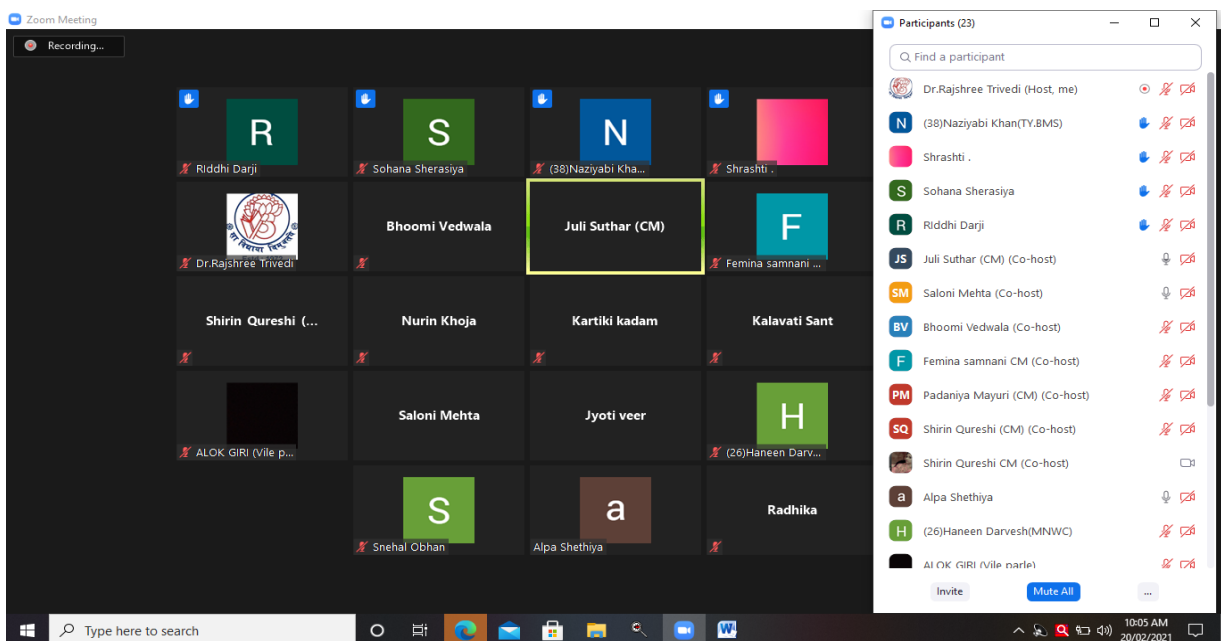 Zoom Meeting
Recording...
R
RIddhi Darji
S
Sohana Sherasiya
N
(38)Naziyabi Kha...
Shrashti .
Dr.Rajshree Trivedi
Bhoomi Vedwala
Juli Suthar (CM)
F
Femina samnani ...
Shirin Qureshi (...
Nurin Khoja
Kartiki kadam
Kalavati Sant
ALOK GIRI (Vile p...
Saloni Mehta
Jyoti veer
H
(26)Haneen Darv...
S
Snehal Obhan
a
Alpa Shethiya
Radhika
Participants (23)
Find a participant
Dr.Rajshree Trivedi (Host, me)
N (38)Naziyabi Khan(TY.BMS)
Shrashti .
S Sohana Sherasiya
R RIddhi Darji
JS Juli Suthar (CM) (Co-host)
SM Saloni Mehta (Co-host)
BV Bhoomi Vedwala (Co-host)
F Femina samnani CM (Co-host)
PM Padaniya Mayuri (CM) (Co-host)
SQ Shirin Qureshi (CM) (Co-host)
Shirin Qureshi CM (Co-host)
a Alpa Shethiya
H (26)Haneen Darvesh(MNWC)
ALOK GIRI (Vile parle)
Invite
Mute All
...
Type here to search
W
10:05 AM
20/02/2021